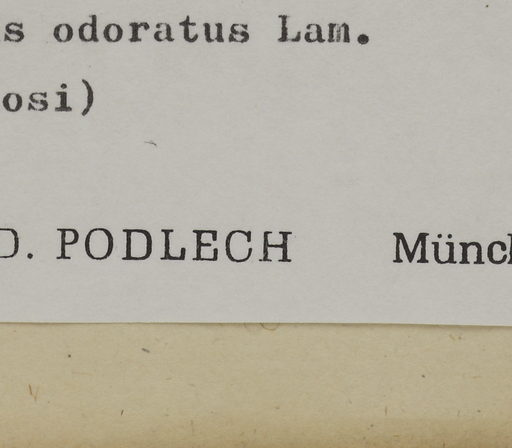 s odoratus Lam.
osi)
D. PODLECH Münch